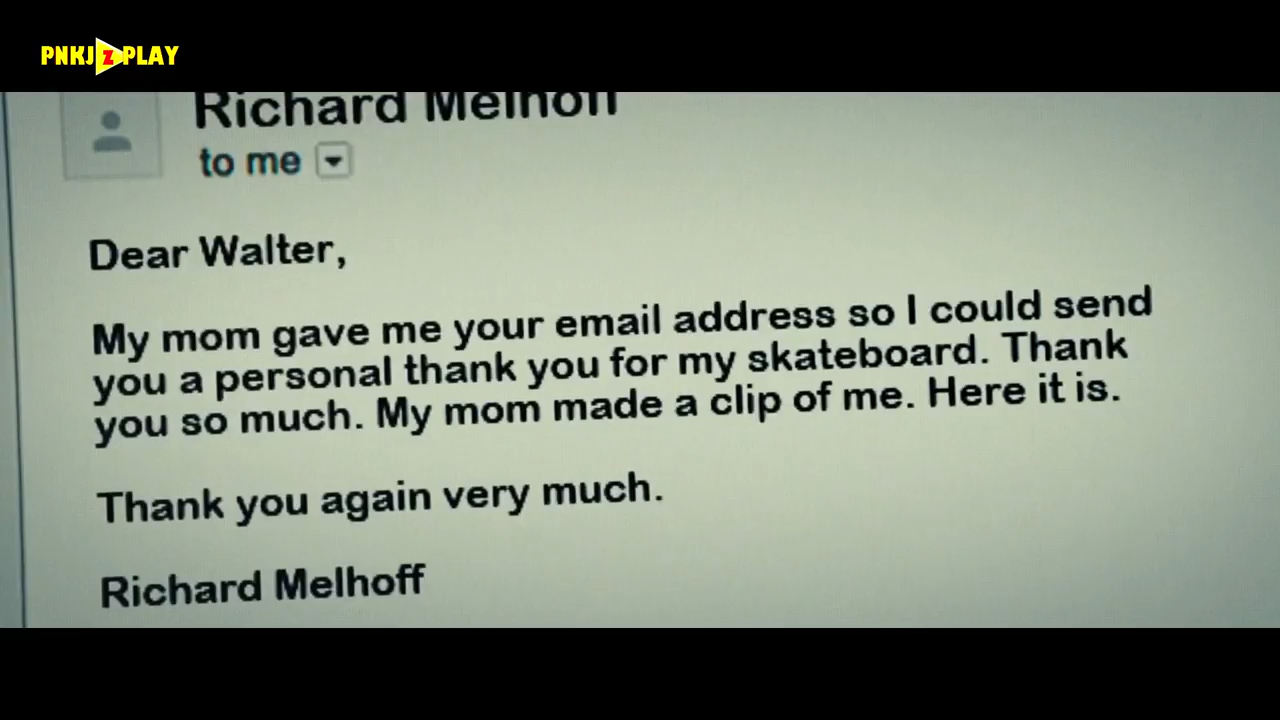 PNKJzPLAY
Richard Melhoff
to me
Dear Walter,
My mom gave me your email address so I could send
you a personal thank you for my skateboard. Thank
you so much. My mom made a clip of me. Here it is.
Thank you again very much.
Richard Melhoff